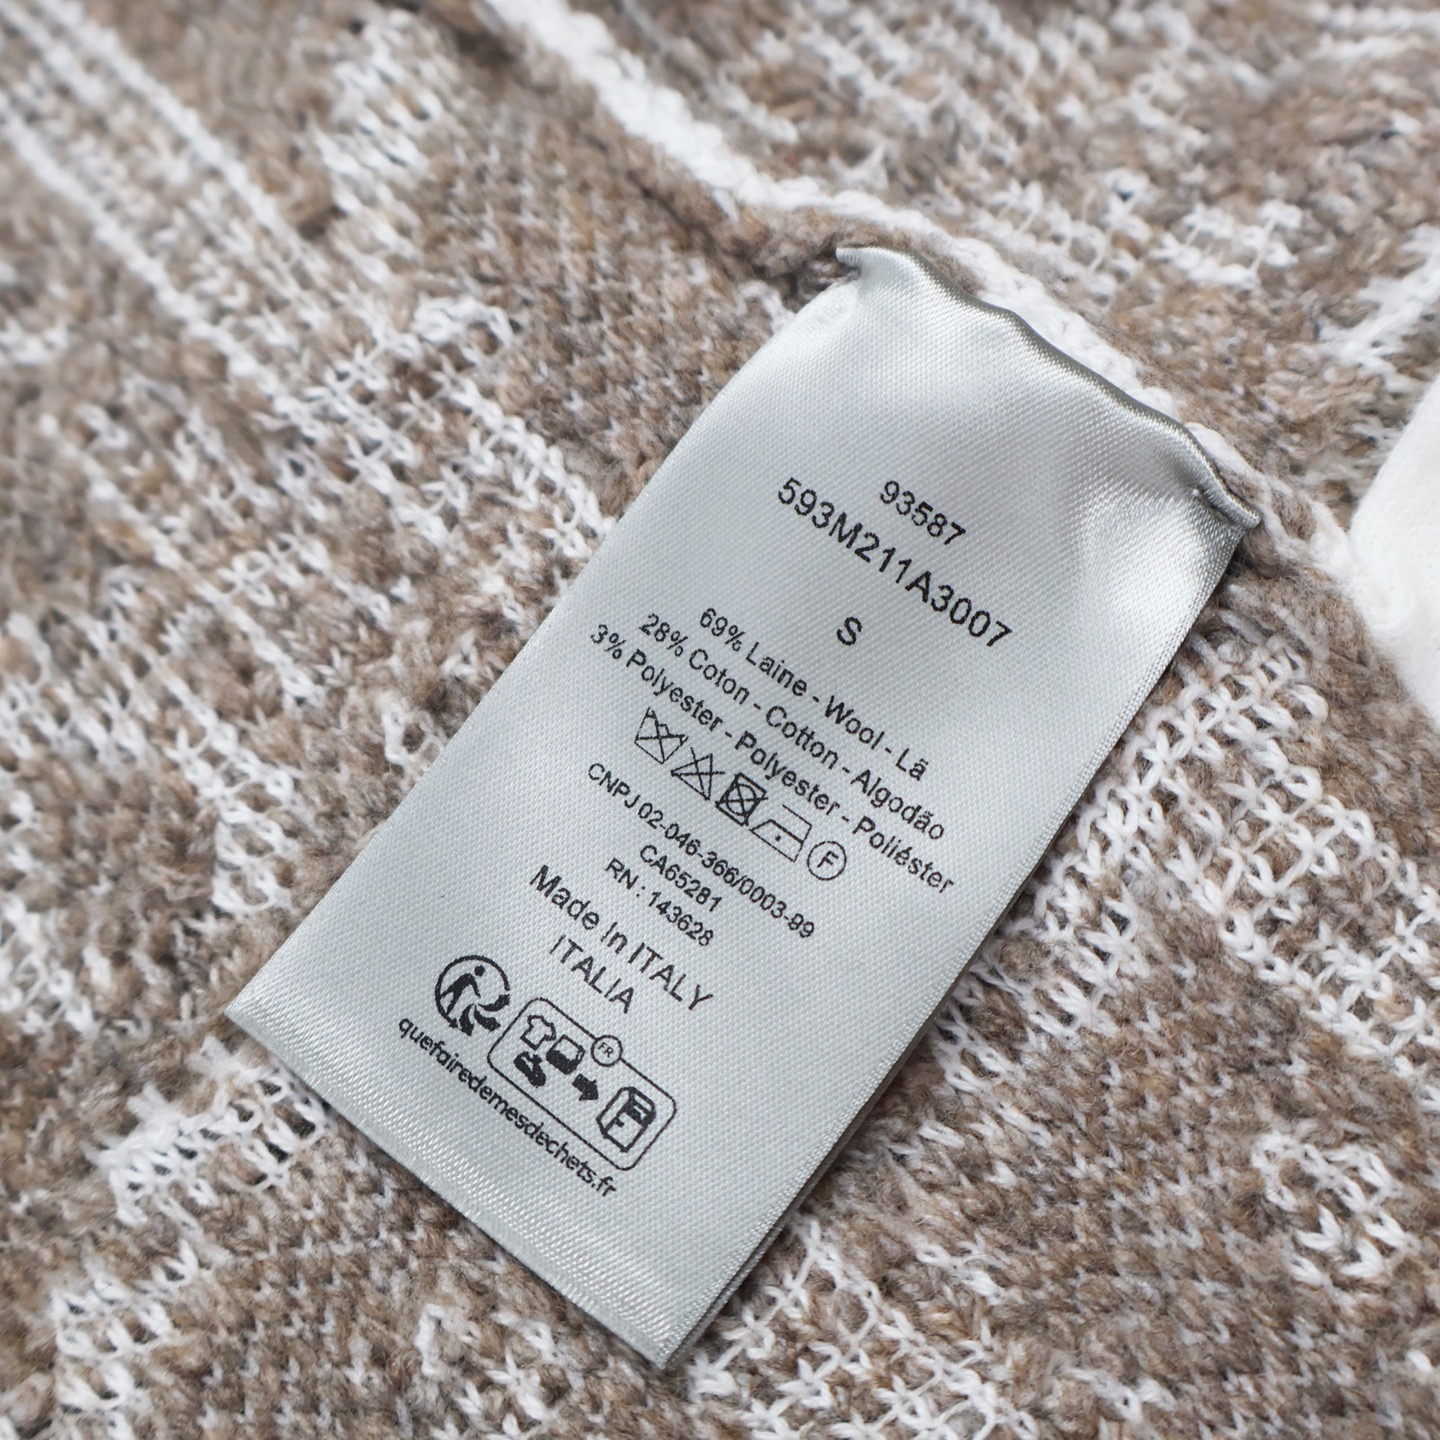 93587
593M211A3007
S
69% Laine - Wool - Lã
28% Coton - Cotton - Algodão
3% Polyester - Polyester - Poliéster
F
CNPJ 02-046-366/0003-99
CA65281
RN : 143628
Made in ITALY
ITALIA
FR
quefairedemesdechets.fr